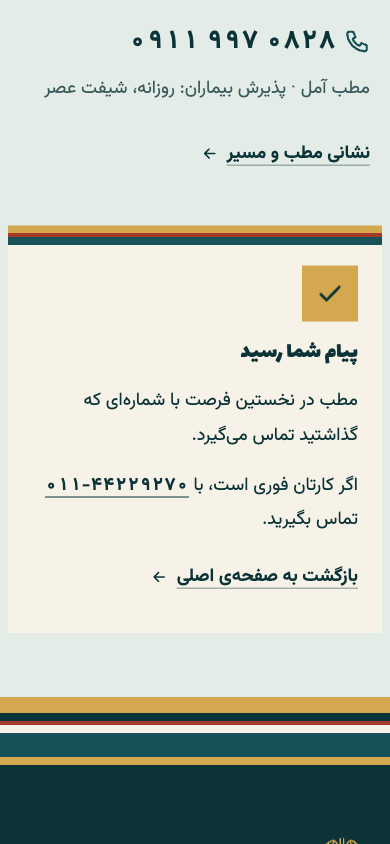 ۰۹۱۱ ۹۹۷ ۰۸۲۸
مطب آمل · پذیرش بیماران: روزانه، شیفت عصر
نشانی مطب و مسیر ←
پیام شما رسید
مطب در نخستین فرصت با شماره‌ای که
گذاشتید تماس می‌گیرد.
اگر کارتان فوری است، با ۰۱۱-۴۴۲۲۹۲۷۰
تماس بگیرید.
بازگشت به صفحه‌ی اصلی ←